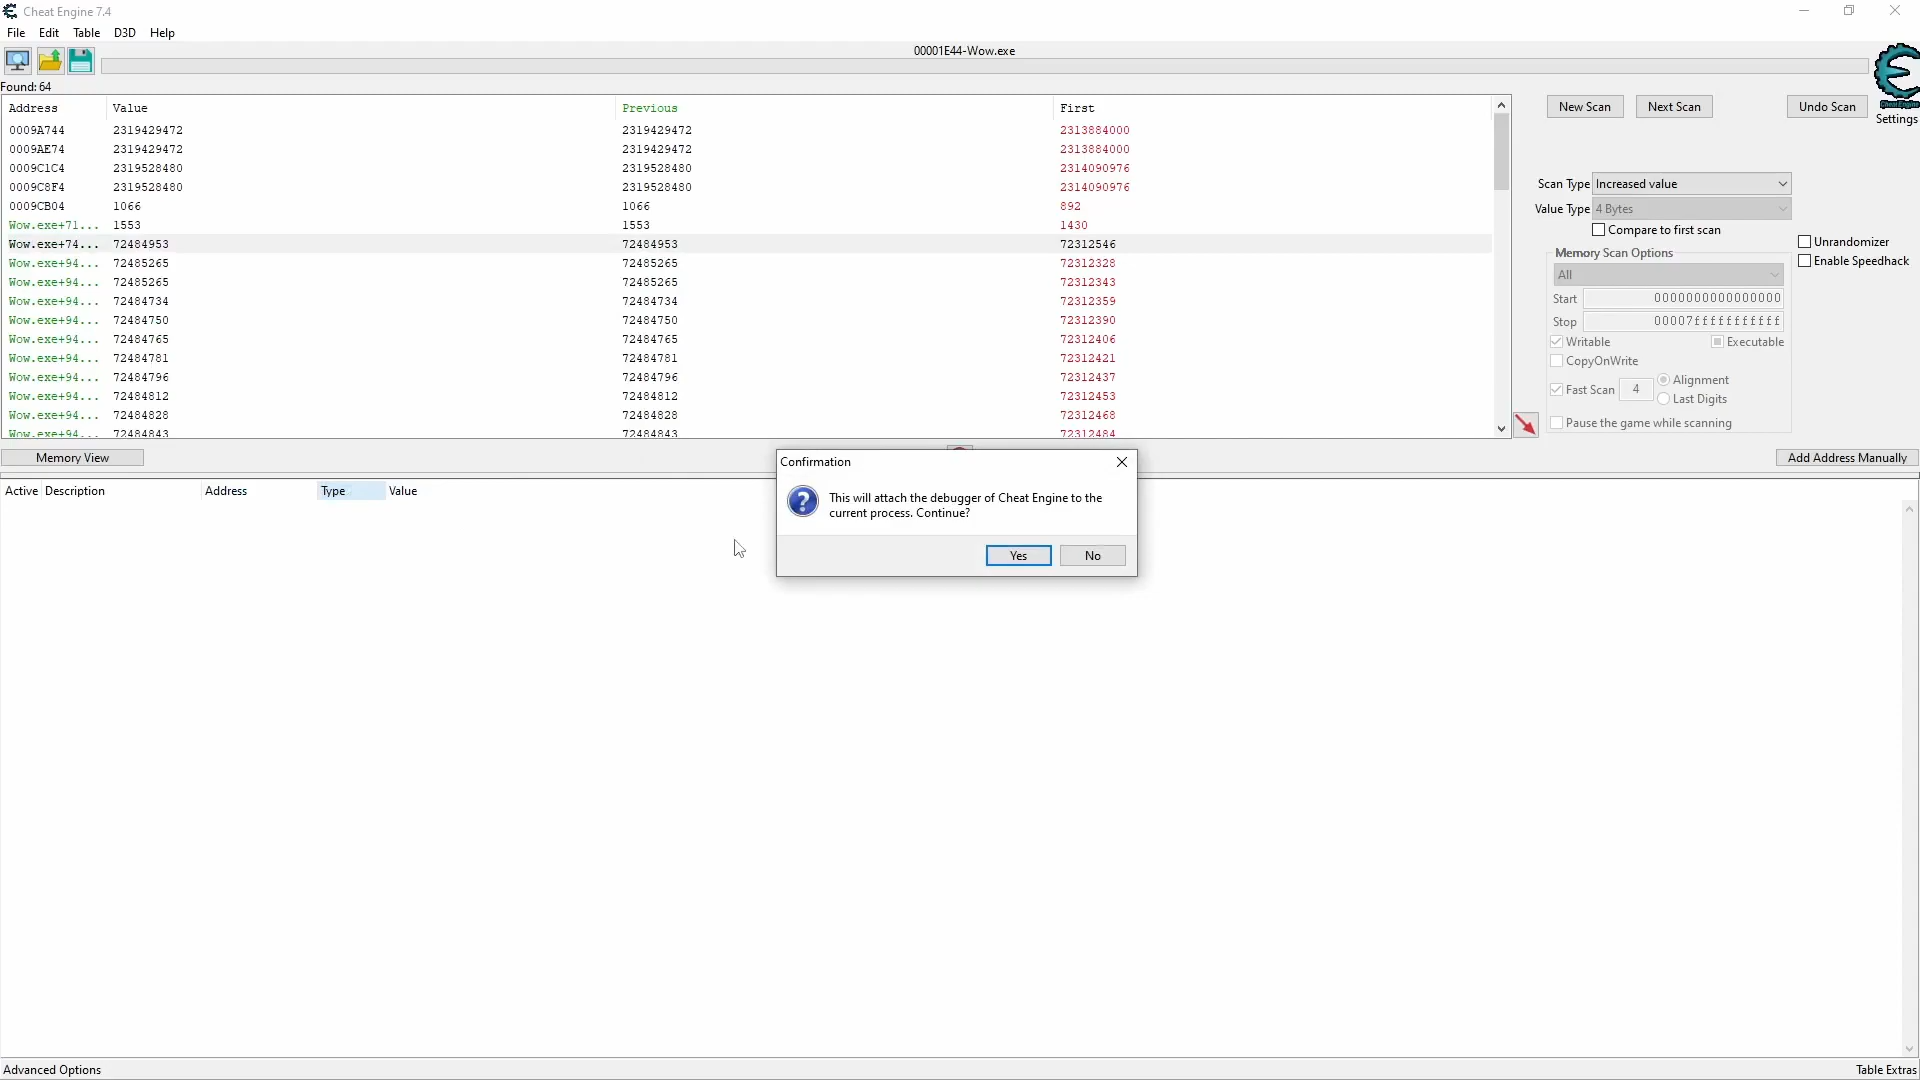 Cheat Engine 7.4
File Edit Table D3D Help
00001E44-Wow.exe
Found: 64
Address Value Previous First
0009A744 2319429472 2319429472 2313884000
0009AE74 2319429472 2319429472 2313884000
0009C1C4 2319528480 2319528480 2314090976
0009C8F4 2319528480 2319528480 2314090976
0009CB04 1066 1066 892
Wow.exe+71... 1553 1553 1430
Wow.exe+74... 72484953 72484953 72312546
Wow.exe+94... 72485265 72485265 72312328
Wow.exe+94... 72485265 72485265 72312343
Wow.exe+94... 72484734 72484734 72312359
Wow.exe+94... 72484750 72484750 72312390
Wow.exe+94... 72484765 72484765 72312406
Wow.exe+94... 72484781 72484781 72312421
Wow.exe+94... 72484796 72484796 72312437
Wow.exe+94... 72484812 72484812 72312453
Wow.exe+94... 72484828 72484828 72312468
Wow.exe+94... 72484843 72484843 72312484
New Scan Next Scan Undo Scan
Cheat Engine
Settings
Scan Type Increased value
Value Type 4 Bytes
Compare to first scan
Unrandomizer
Enable Speedhack
Memory Scan Options
All
Start 0000000000000000
Stop 00007fffffffffff
Writable Executable
CopyOnWrite
Fast Scan 4 Alignment
Last Digits
Pause the game while scanning
Memory View Add Address Manually
Active Description Address Type Value
Confirmation
This will attach the debugger of Cheat Engine to the
current process. Continue?
Yes No
Advanced Options Table Extras